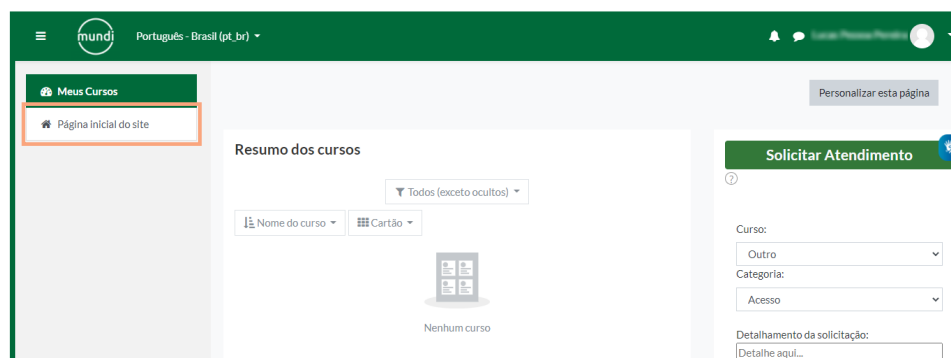 mundi
Português - Brasil (pt_br)
Meus Cursos
Página inicial do site
Personalizar esta página
Resumo dos cursos
Todos (exceto ocultos)
Nome do curso
Cartão
Nenhum curso
Solicitar Atendimento
?
Curso:
Outro
Categoria:
Acesso
Detalhamento da solicitação:
Detalhe aqui...